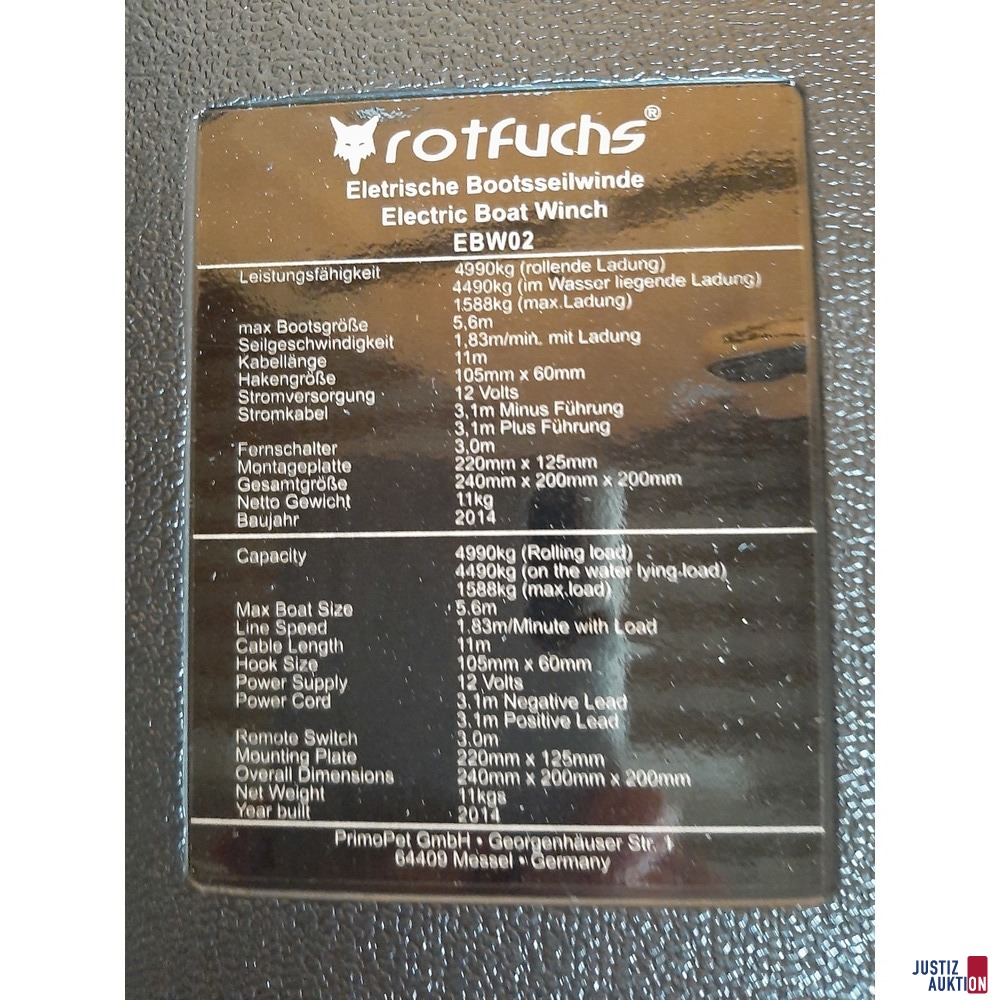 rotfuchs®
Eletrische Bootsseilwinde
Electric Boat Winch
EBW02
Leistungsfähigkeit 4990kg (rollende Ladung)
4490kg (im Wasser liegende Ladung)
1588kg (max.Ladung)
max Bootsgröße 5,6m
Seilgeschwindigkeit 1,83m/min. mit Ladung
Kabellänge 11m
Hakengröße 105mm x 60mm
Stromversorgung 12 Volts
Stromkabel 3,1m Minus Führung
3,1m Plus Führung
Fernschalter 3,0m
Montageplatte 220mm x 125mm
Gesamtgröße 240mm x 200mm x 200mm
Netto Gewicht 11kg
Baujahr 2014
Capacity 4990kg (Rolling load)
4490kg (on the water lying load)
1588kg (max.load)
Max Boat Size 5.6m
Line Speed 1.83m/Minute with Load
Cable Length 11m
Hook Size 105mm x 60mm
Power Supply 12 Volts
Power Cord 3.1m Negative Lead
3.1m Positive Lead
Remote Switch 3.0m
Mounting Plate 220mm x 125mm
Overall Dimensions 240mm x 200mm x 200mm
Net Weight 11kgs
Year built 2014
PrimoPet GmbH • Georgenhäuser Str. 1
64409 Messel • Germany
JUSTIZ
AUKTION